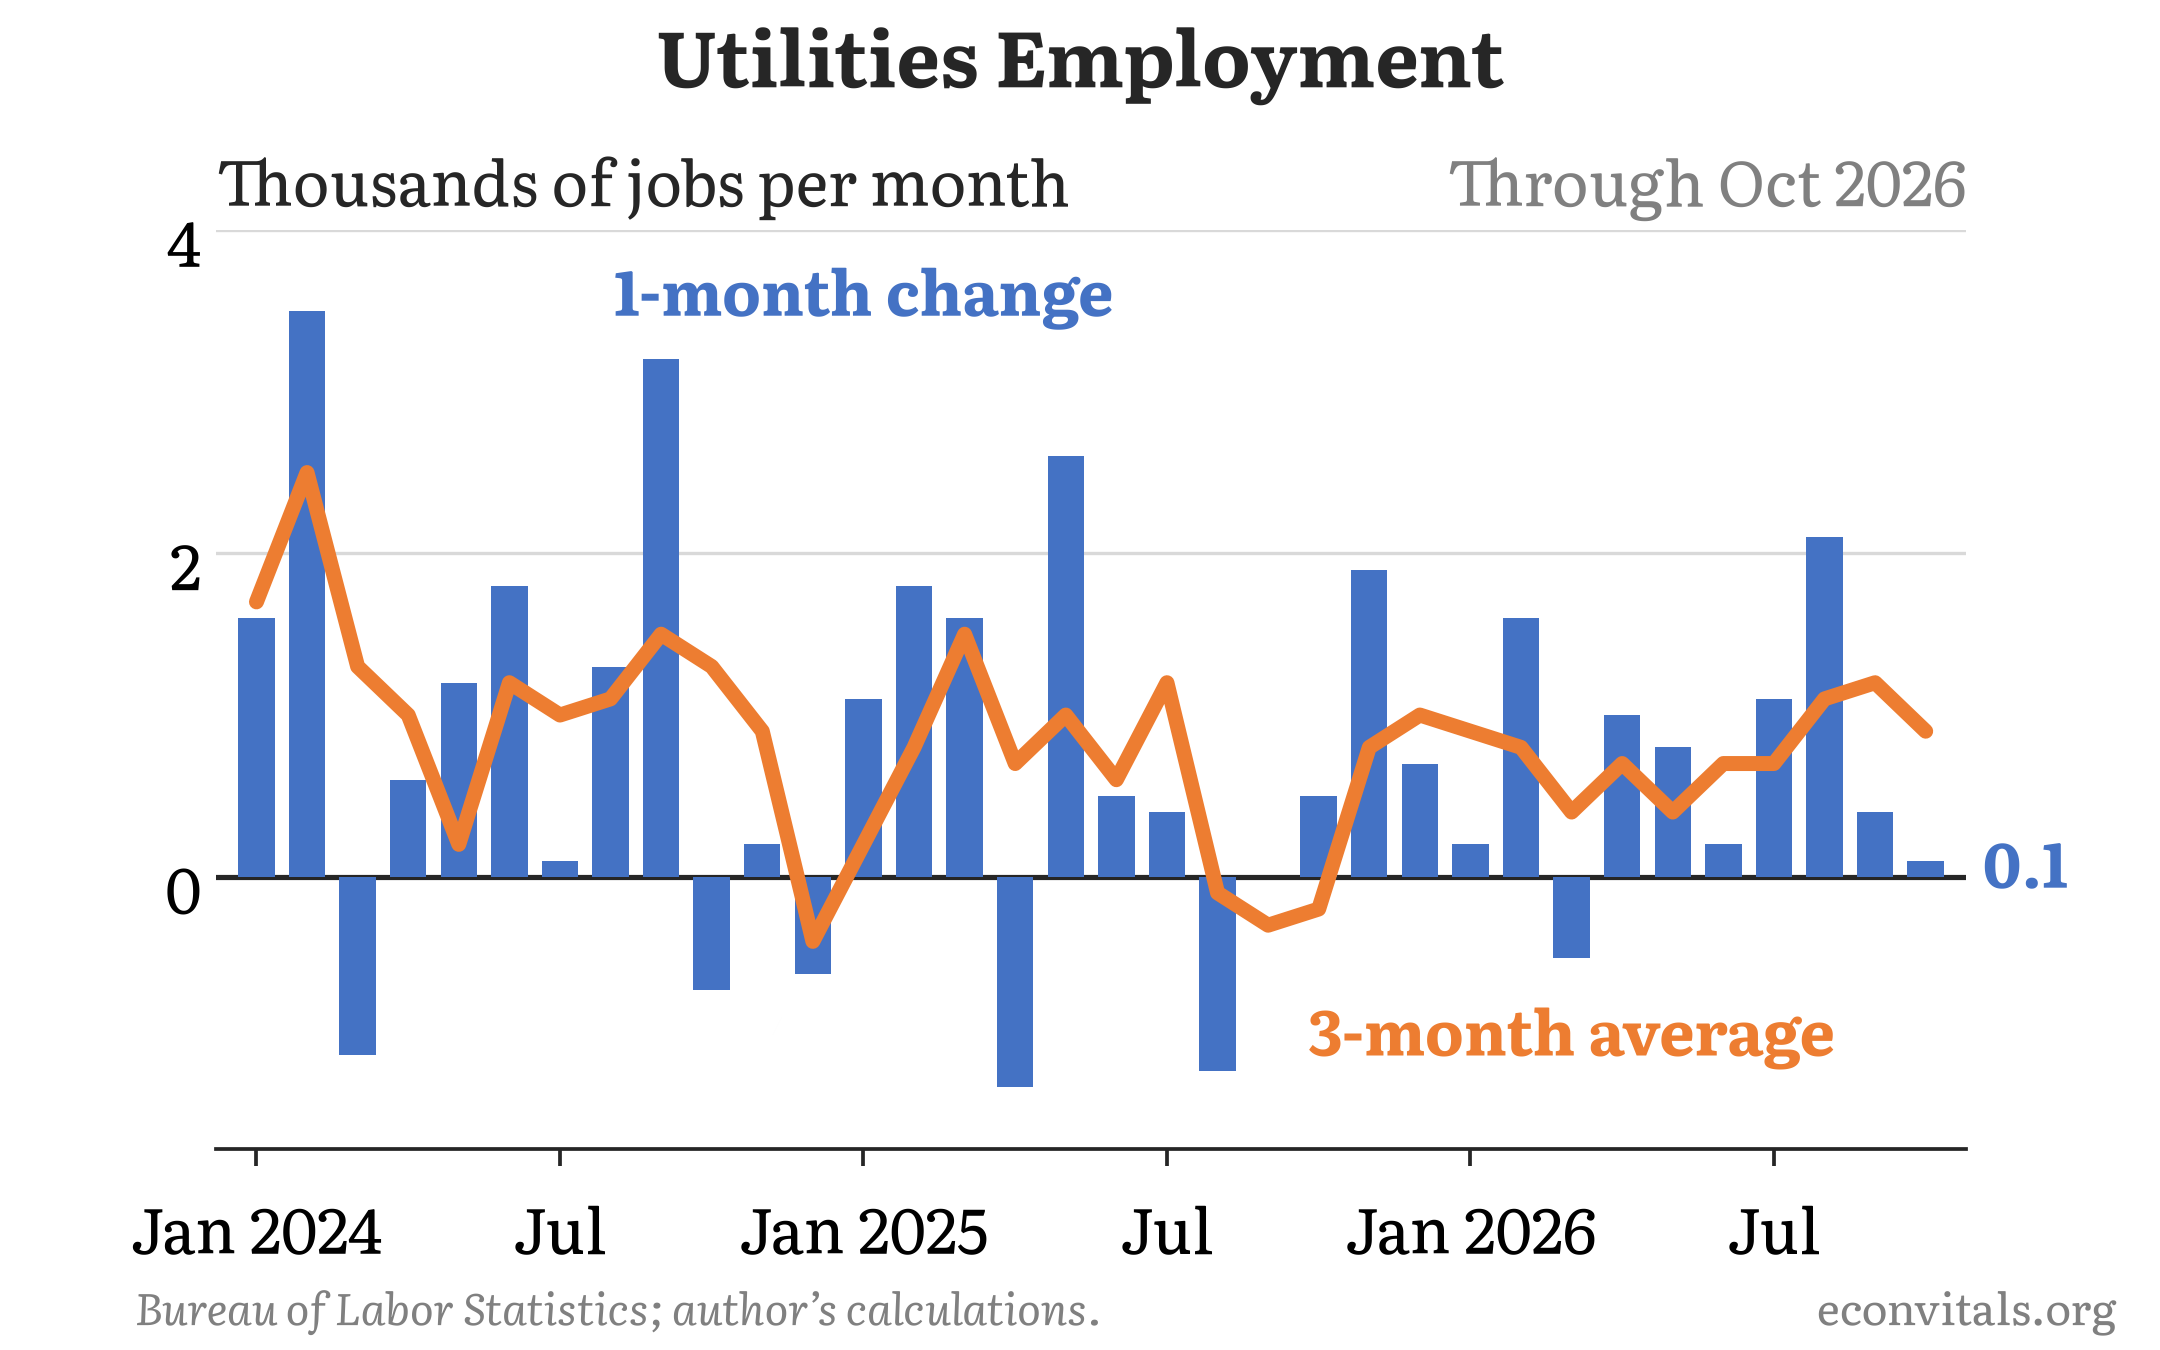 Utilities Employment
Thousands of jobs per month
Through Oct 2026
4
1-month change
2
0
0.1
3-month average
Jan 2024
Jul
Jan 2025
Jul
Jan 2026
Jul
Bureau of Labor Statistics; author's calculations.
econvitals.org